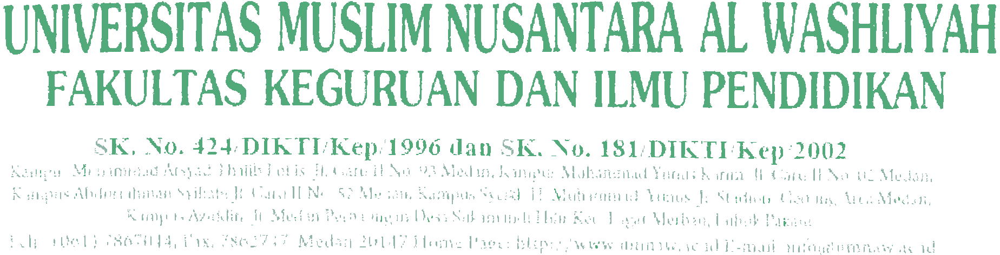 UNIVERSITAS MUSLIM NUSANTARA AL WASHLIYAH
FAKULTAS KEGURUAN DAN ILMU PENDIDIKAN
SK. No. 424/DIKTI/Kep/1996 dan SK. No. 181/DIKTI/Kep/2002
Kampus Muhammad Arsyad Thalib Lubis Jl. Garu II No. 93 Medan, Kampus Muhammad Yunus Karim Jl. Garu II No. 02 Medan,
Kampus Abdurrahman Syihab Jl. Garu II No. 52 Medan, Kampus Syeikh H. Muhammad Yunus Jl. Stadion Gedung Arca Medan,
Kampus Aziddin Jl. Medan Perbaungan Desa Sukamandi Hilir Kec. Pagar Merbau, Lubuk Pakam
Telp. (061) 7867044, Fax. 7862747 Medan 20147 Home Page: http://www.umnaw.ac.id E-mail: info@umnaw.ac.id